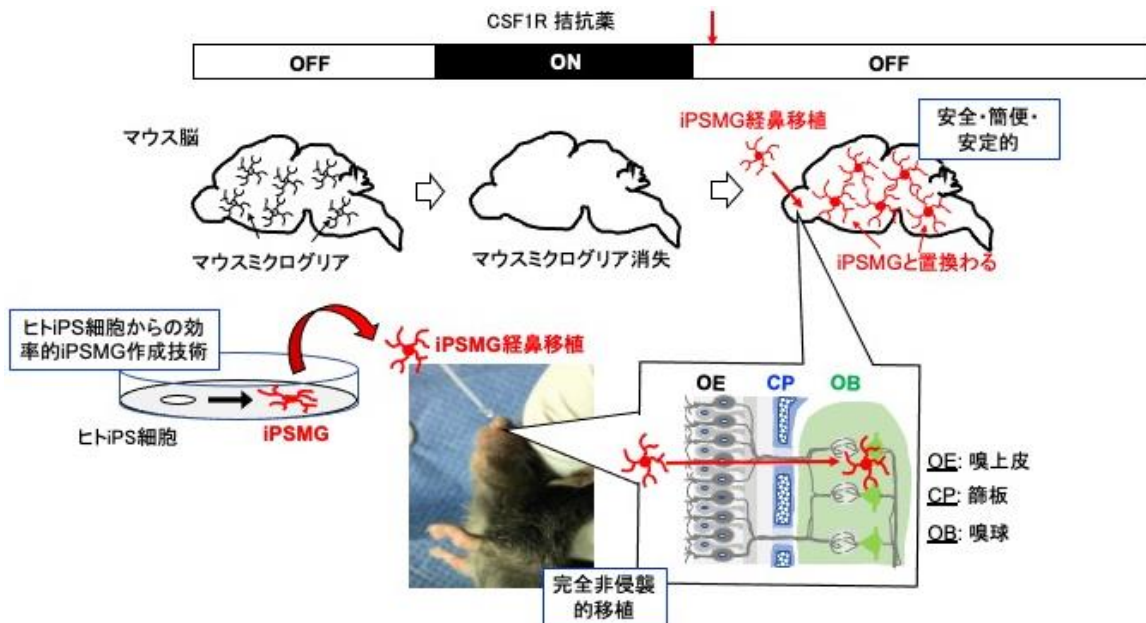 CSF1R 拮抗薬
OFF
ON
OFF
マウス脳
iPSMG経鼻移植
安全・簡便・
安定的
マウスミクログリア
マウスミクログリア消失
iPSMGと置換わる
ヒトiPS細胞からの効
率的iPSMG作成技術
iPSMG経鼻移植
ヒトiPS細胞
iPSMG
OE
CP
OB
OE: 嗅上皮
CP: 篩板
OB: 嗅球
完全非侵襲
的移植